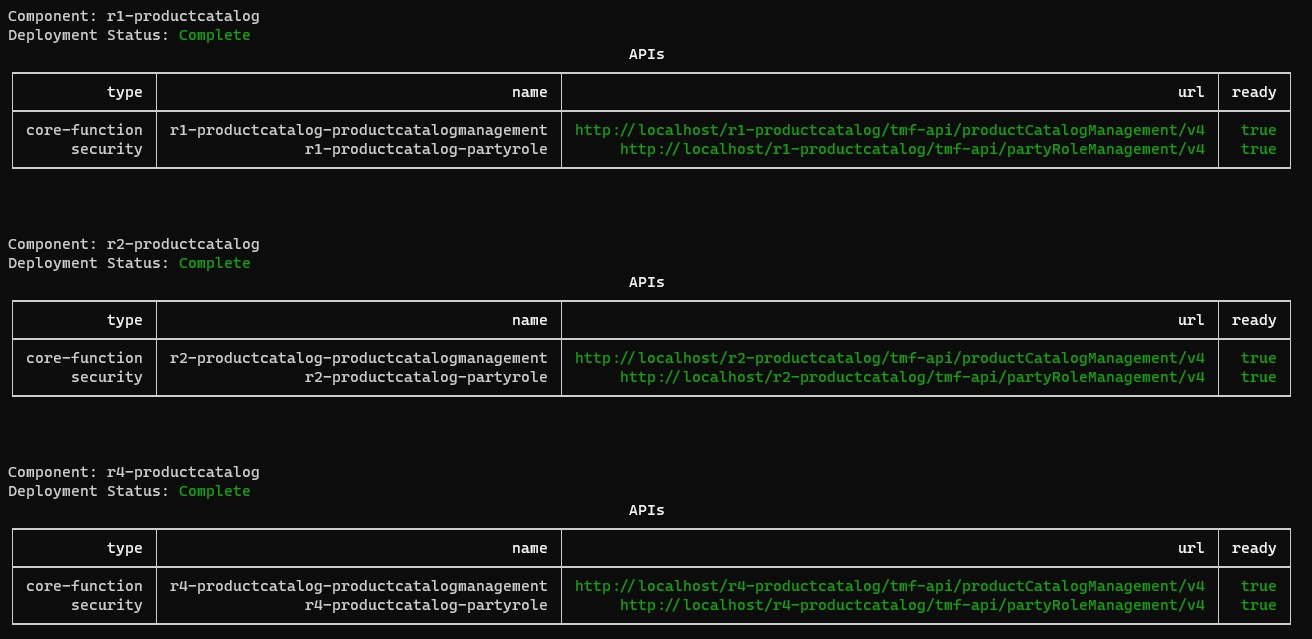 Component: r1-productcatalog
Deployment Status: Complete
APIs
type name url ready
core-function r1-productcatalog-productcatalogmanagement http://localhost/r1-productcatalog/tmf-api/productCatalogManagement/v4 true
security r1-productcatalog-partyrole http://localhost/r1-productcatalog/tmf-api/partyRoleManagement/v4 true
Component: r2-productcatalog
Deployment Status: Complete
APIs
type name url ready
core-function r2-productcatalog-productcatalogmanagement http://localhost/r2-productcatalog/tmf-api/productCatalogManagement/v4 true
security r2-productcatalog-partyrole http://localhost/r2-productcatalog/tmf-api/partyRoleManagement/v4 true
Component: r4-productcatalog
Deployment Status: Complete
APIs
type name url ready
core-function r4-productcatalog-productcatalogmanagement http://localhost/r4-productcatalog/tmf-api/productCatalogManagement/v4 true
security r4-productcatalog-partyrole http://localhost/r4-productcatalog/tmf-api/partyRoleManagement/v4 true